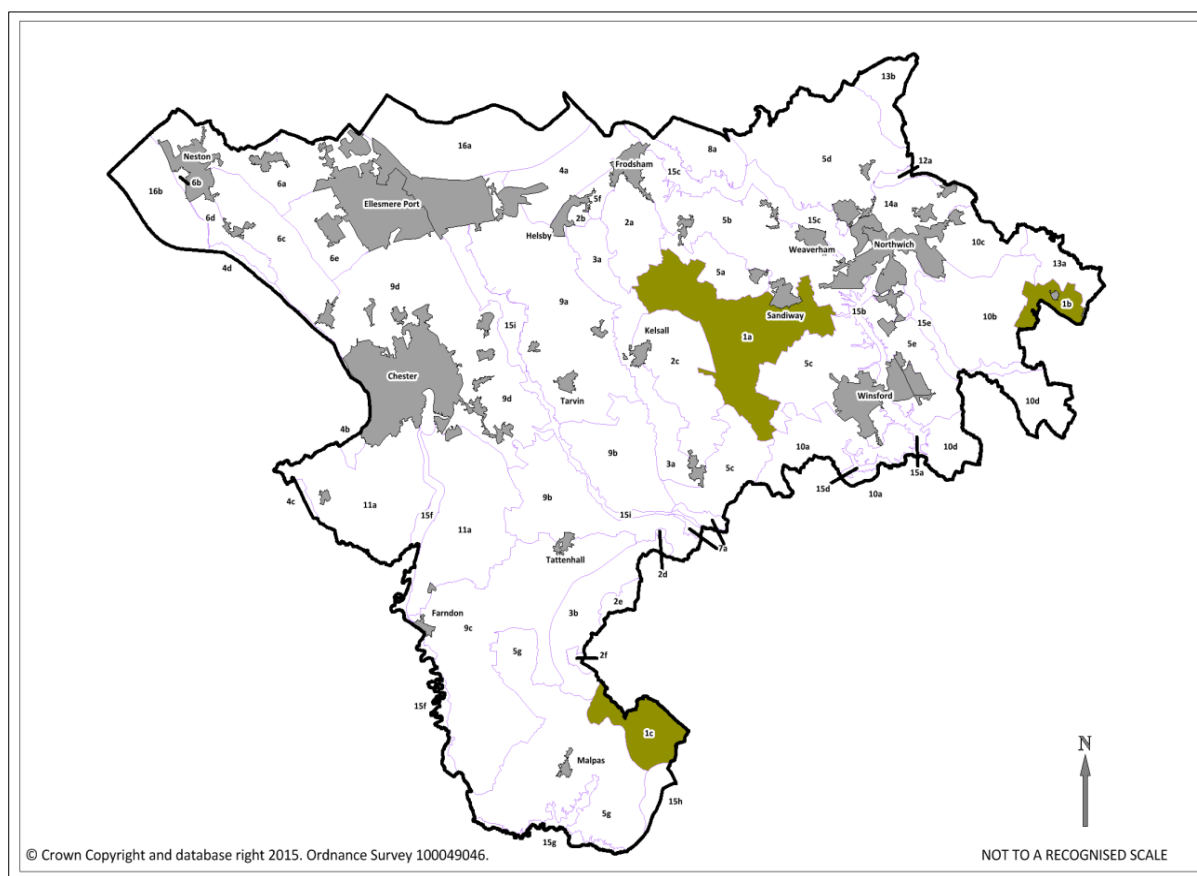 13b
16a
8a
5d
12a
Neston
6b
6a
16b
4a
Frodsham
15c
14a
Ellesmere Port
5f
2b
2a
5b
15c
6d
6c
Helsby
Weaverham
Northwich
10c
6e
3a
13a
4d
5a
9d
9a
Sandiway
15b
15e
10b
1b
15i
Kelsall
1a
5e
2c
5c
Chester
Tarvin
Winsford
9d
10d
4b
9b
3a
5c
10a
10d
15a
4c
11a
15f
9b
15d
10a
11a
15i
7a
Tattenhall
2d
2e
3b
Farndon
9c
5g
2f
15f
1c
N
Malpas
15h
5g
15g
© Crown Copyright and database right 2015. Ordnance Survey 100049046.
NOT TO A RECOGNISED SCALE